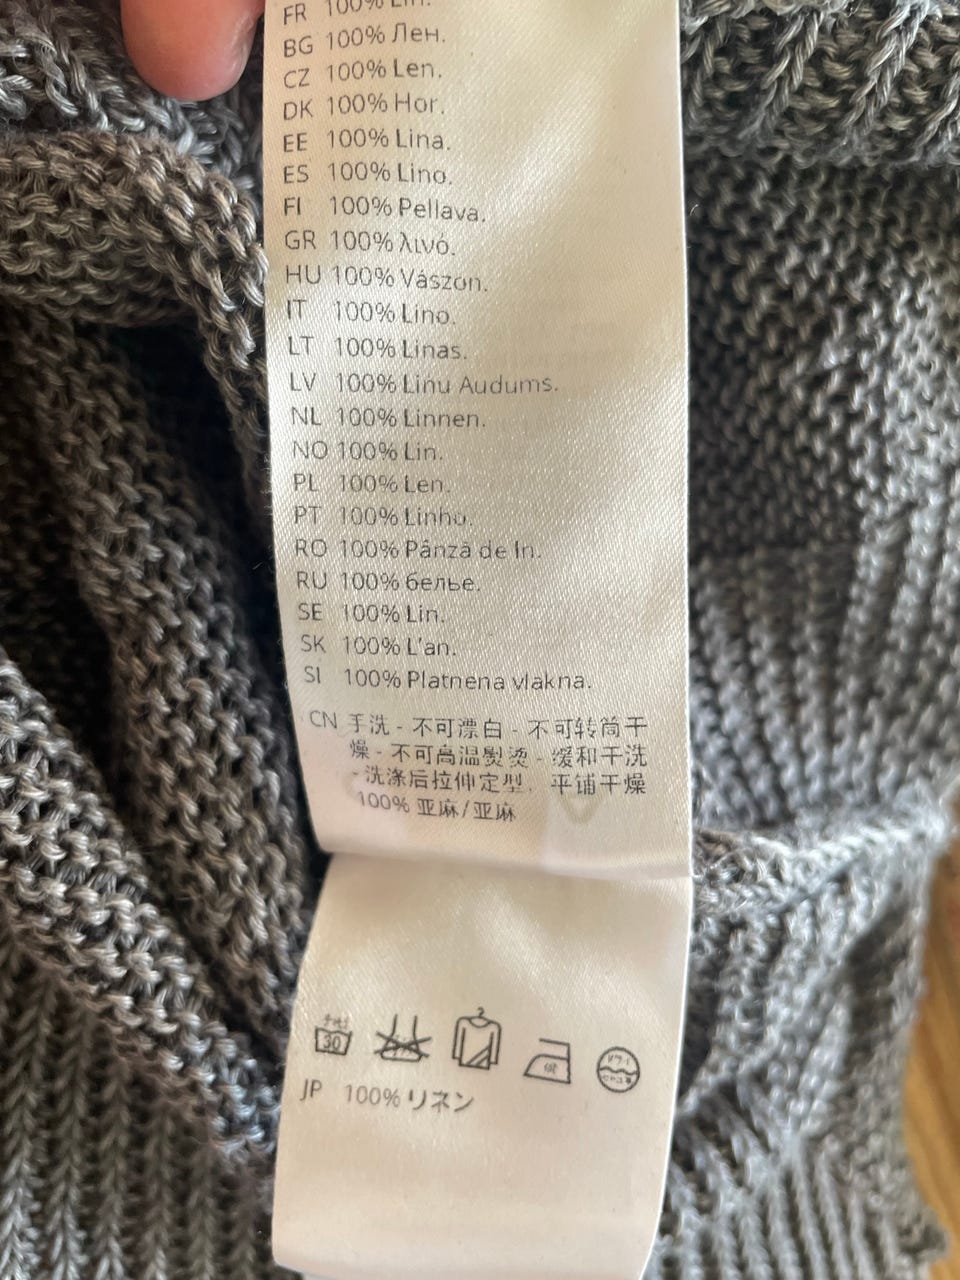 FR 100% Lin.
BG 100% Лен.
CZ 100% Len.
DK 100% Hor.
EE 100% Lina.
ES 100% Lino.
FI 100% Pellava.
GR 100% λινό.
HU 100% Vászon.
IT 100% Lino.
LT 100% Linas.
LV 100% Linu Audums.
NL 100% Linnen.
NO 100% Lin.
PL 100% Len.
PT 100% Linho.
RO 100% Pânză de In.
RU 100% белье.
SE 100% Lin.
SK 100% L'an.
SI 100% Platnena vlakna.
CN 手洗 - 不可漂白 - 不可转筒干
燥 - 不可高温熨烫 - 缓和干洗
- 洗涤后拉伸定型，平铺干燥
100% 亚麻/亚麻
30
JP 100% リネン